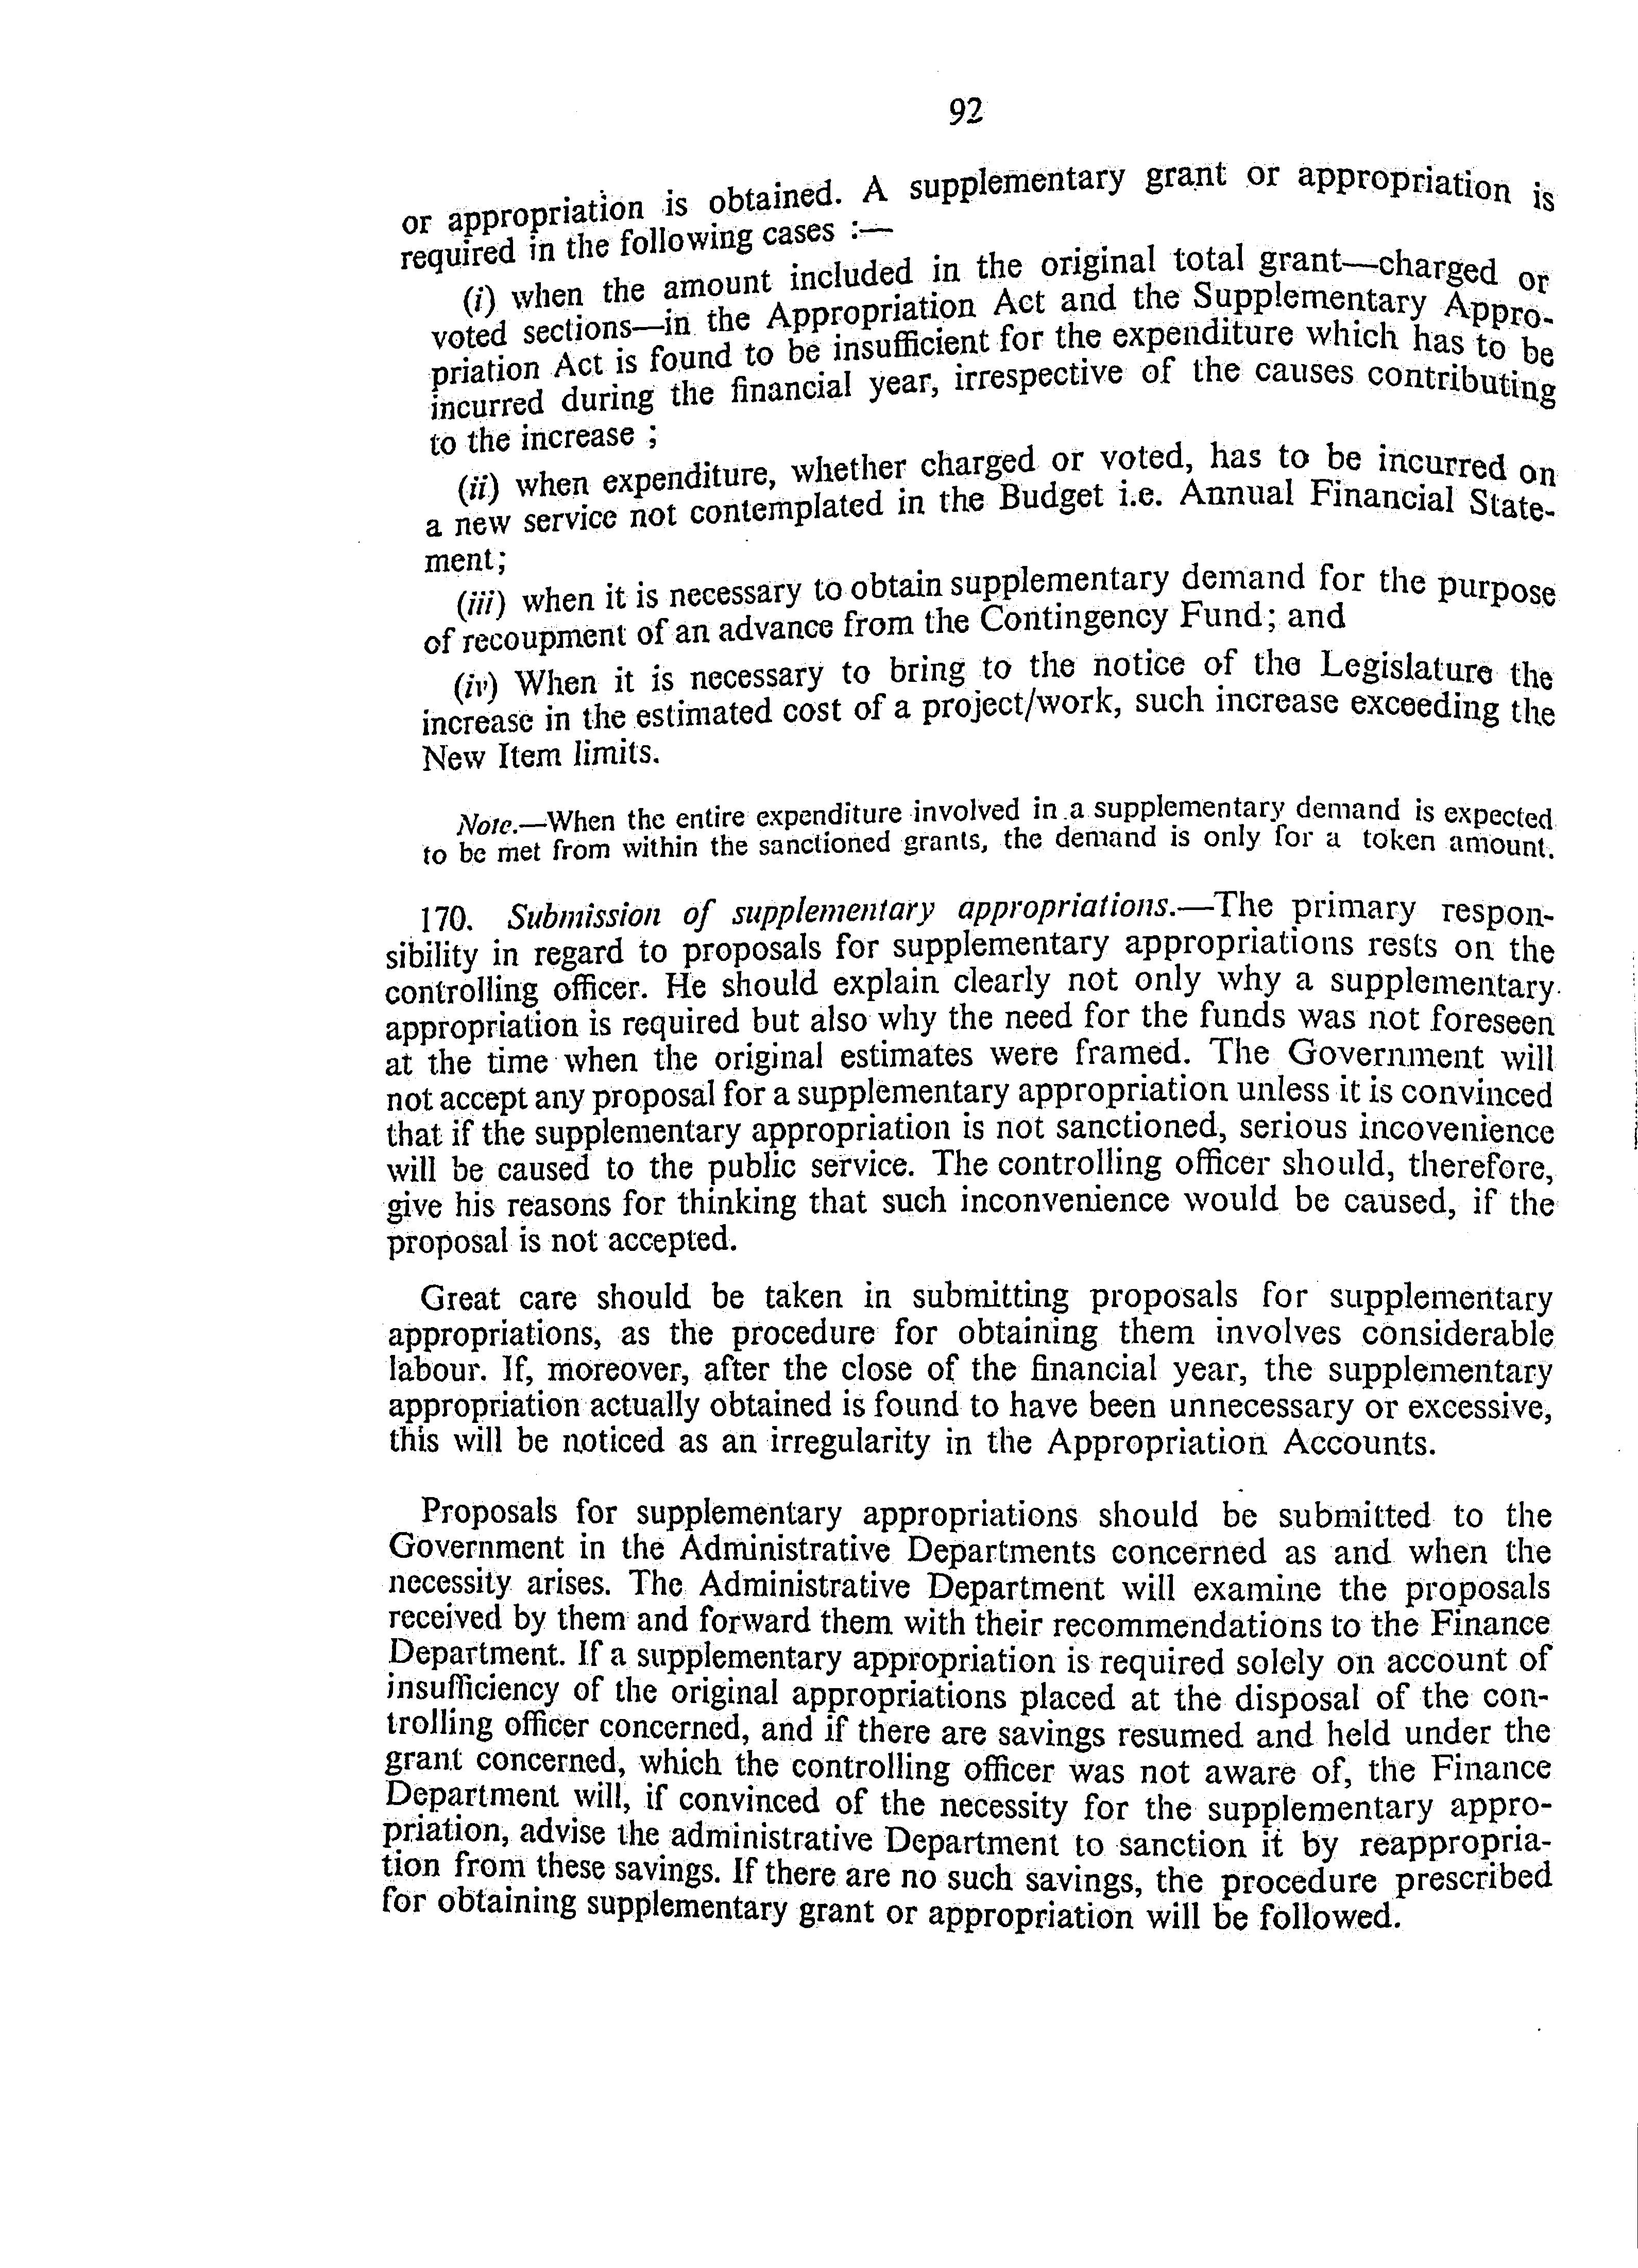 92
or appropriation is obtained. A supplementary grant or appropriation is
required in the following cases :—
(i) when the amount included in the original total grant—charged or
voted sections—in the Appropriation Act and the Supplementary Appro-
priation Act is found to be insufficient for the expenditure which has to be
incurred during the financial year, irrespective of the causes contributing
to the increase ;
(ii) when expenditure, whether charged or voted, has to be incurred on
a new service not contemplated in the Budget i.e. Annual Financial State-
ment;
(iii) when it is necessary to obtain supplementary demand for the purpose
of recoupment of an advance from the Contingency Fund; and
(iv) When it is necessary to bring to the notice of the Legislature the
increase in the estimated cost of a project/work, such increase exceeding the
New Item limits.
Note.—When the entire expenditure involved in a supplementary demand is expected
to be met from within the sanctioned grants, the demand is only for a token amount.
170. Submission of supplementary appropriations.—The primary respon-
sibility in regard to proposals for supplementary appropriations rests on the
controlling officer. He should explain clearly not only why a supplementary
appropriation is required but also why the need for the funds was not foreseen
at the time when the original estimates were framed. The Government will
not accept any proposal for a supplementary appropriation unless it is convinced
that if the supplementary appropriation is not sanctioned, serious incovenience
will be caused to the public service. The controlling officer should, therefore,
give his reasons for thinking that such inconvenience would be caused, if the
proposal is not accepted.
Great care should be taken in submitting proposals for supplementary
appropriations, as the procedure for obtaining them involves considerable
labour. If, moreover, after the close of the financial year, the supplementary
appropriation actually obtained is found to have been unnecessary or excessive,
this will be noticed as an irregularity in the Appropriation Accounts.
Proposals for supplementary appropriations should be submitted to the
Government in the Administrative Departments concerned as and when the
necessity arises. The Administrative Department will examine the proposals
received by them and forward them with their recommendations to the Finance
Department. If a supplementary appropriation is required solely on account of
insufficiency of the original appropriations placed at the disposal of the con-
trolling officer concerned, and if there are savings resumed and held under the
grant concerned, which the controlling officer was not aware of, the Finance
Department will, if convinced of the necessity for the supplementary appro-
priation, advise the administrative Department to sanction it by reappropria-
tion from these savings. If there are no such savings, the procedure prescribed
for obtaining supplementary grant or appropriation will be followed.